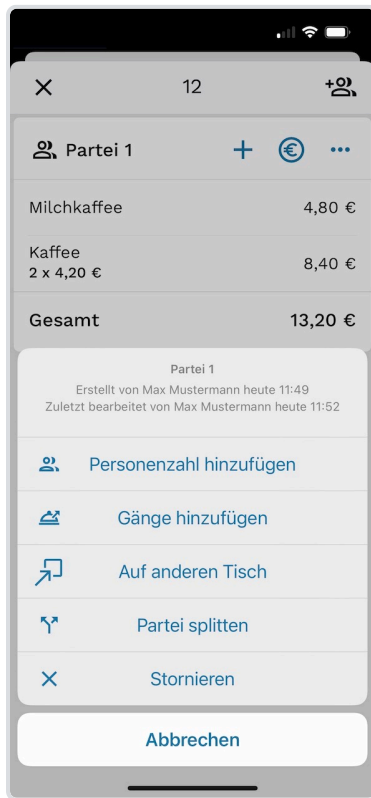 12
Partei 1
Milchkaffee 4,80 €
Kaffee
2 x 4,20 € 8,40 €
Gesamt 13,20 €
Partei 1
Erstellt von Max Mustermann heute 11:49
Zuletzt bearbeitet von Max Mustermann heute 11:52
Personenzahl hinzufügen
Gänge hinzufügen
Auf anderen Tisch
Partei splitten
Stornieren
Abbrechen